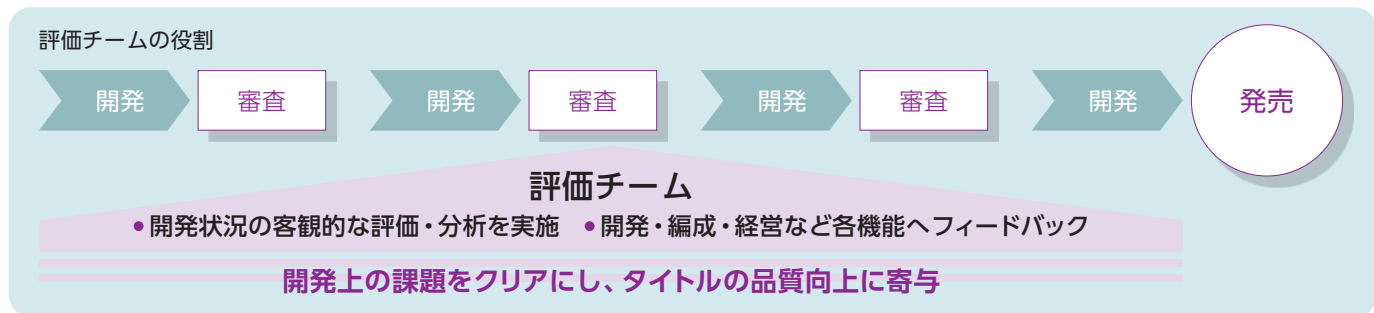 評価チームの役割
開発 審査 開発 審査 開発 審査 開発 発売
評価チーム
●開発状況の客観的な評価・分析を実施 ●開発・編成・経営など各機能へフィードバック
開発上の課題をクリアにし、タイトルの品質向上に寄与